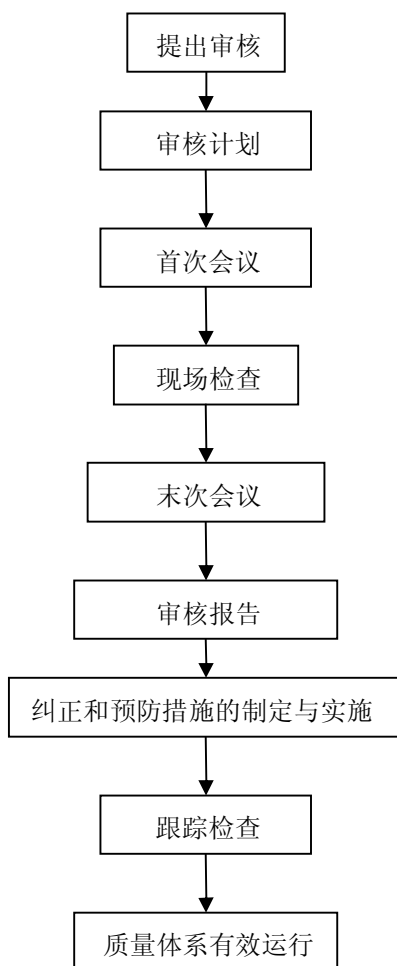 提出审核
审核计划
首次会议
现场检查
末次会议
审核报告
纠正和预防措施的制定与实施
跟踪检查
质量体系有效运行